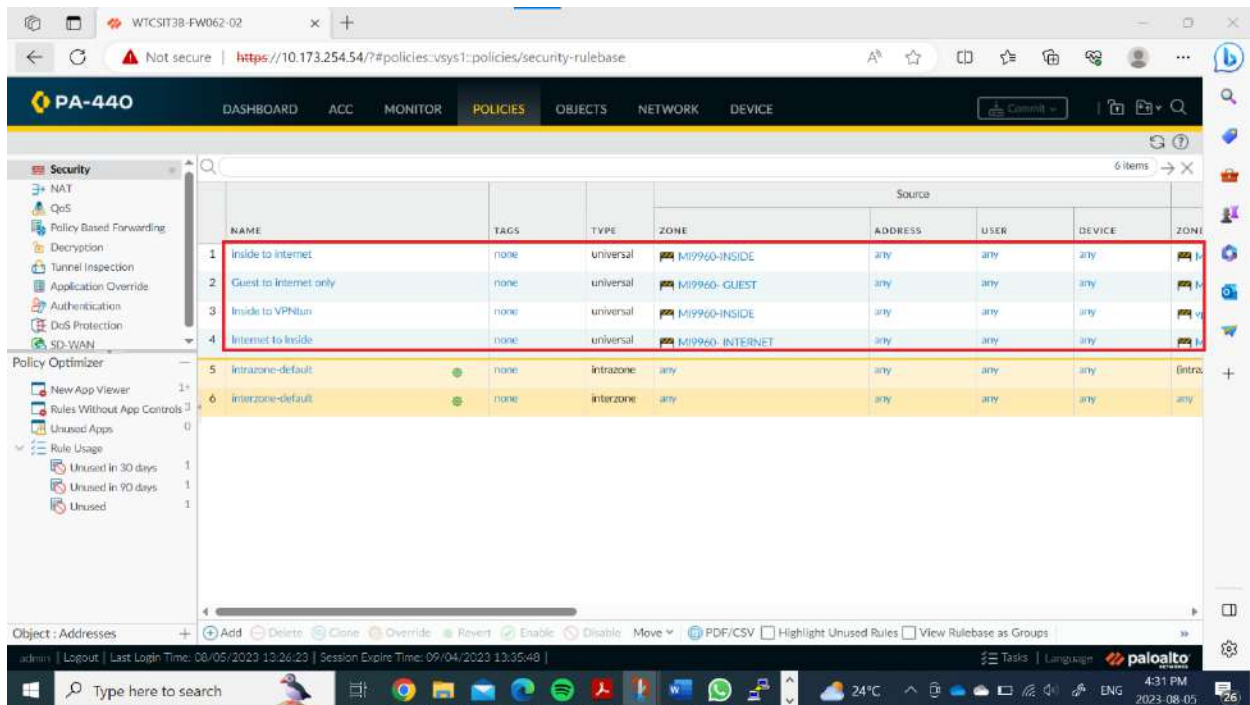 WTCSIT3B-FW062-02
Not secure https://10.173.254.54/?#policies::vsys1::policies/security-rulebase
PA-440 DASHBOARD ACC MONITOR POLICIES OBJECTS NETWORK DEVICE Commit
Security 6 items
NAT
QoS
Policy Based Forwarding
Decryption
Tunnel Inspection
Application Override
Authentication
DoS Protection
SD-WAN
Source
NAME TAGS TYPE ZONE ADDRESS USER DEVICE ZONE
1 Inside to internet none universal MI9960-INSIDE any any any
2 Guest to internet only none universal MI9960- GUEST any any any
3 Inside to VPNtun none universal MI9960-INSIDE any any any
4 Internet to Inside none universal MI9960- INTERNET any any any
5 intrazone-default none intrazone any any any any (intra
6 interzone-default none interzone any any any any any
Policy Optimizer
New App Viewer 1+
Rules Without App Controls 3
Unused Apps 0
Rule Usage
Unused in 30 days 1
Unused in 90 days 1
Unused 1
Object : Addresses + Add Delete Clone Override Revert Enable Disable Move PDF/CSV Highlight Unused Rules View Rulebase as Groups
admin | Logout | Last Login Time: 08/05/2023 13:26:23 | Session Expire Time: 09/04/2023 13:35:48 | Tasks | Language paloalto NETWORKS
Type here to search 24°C ENG 4:31 PM
2023-08-05 26